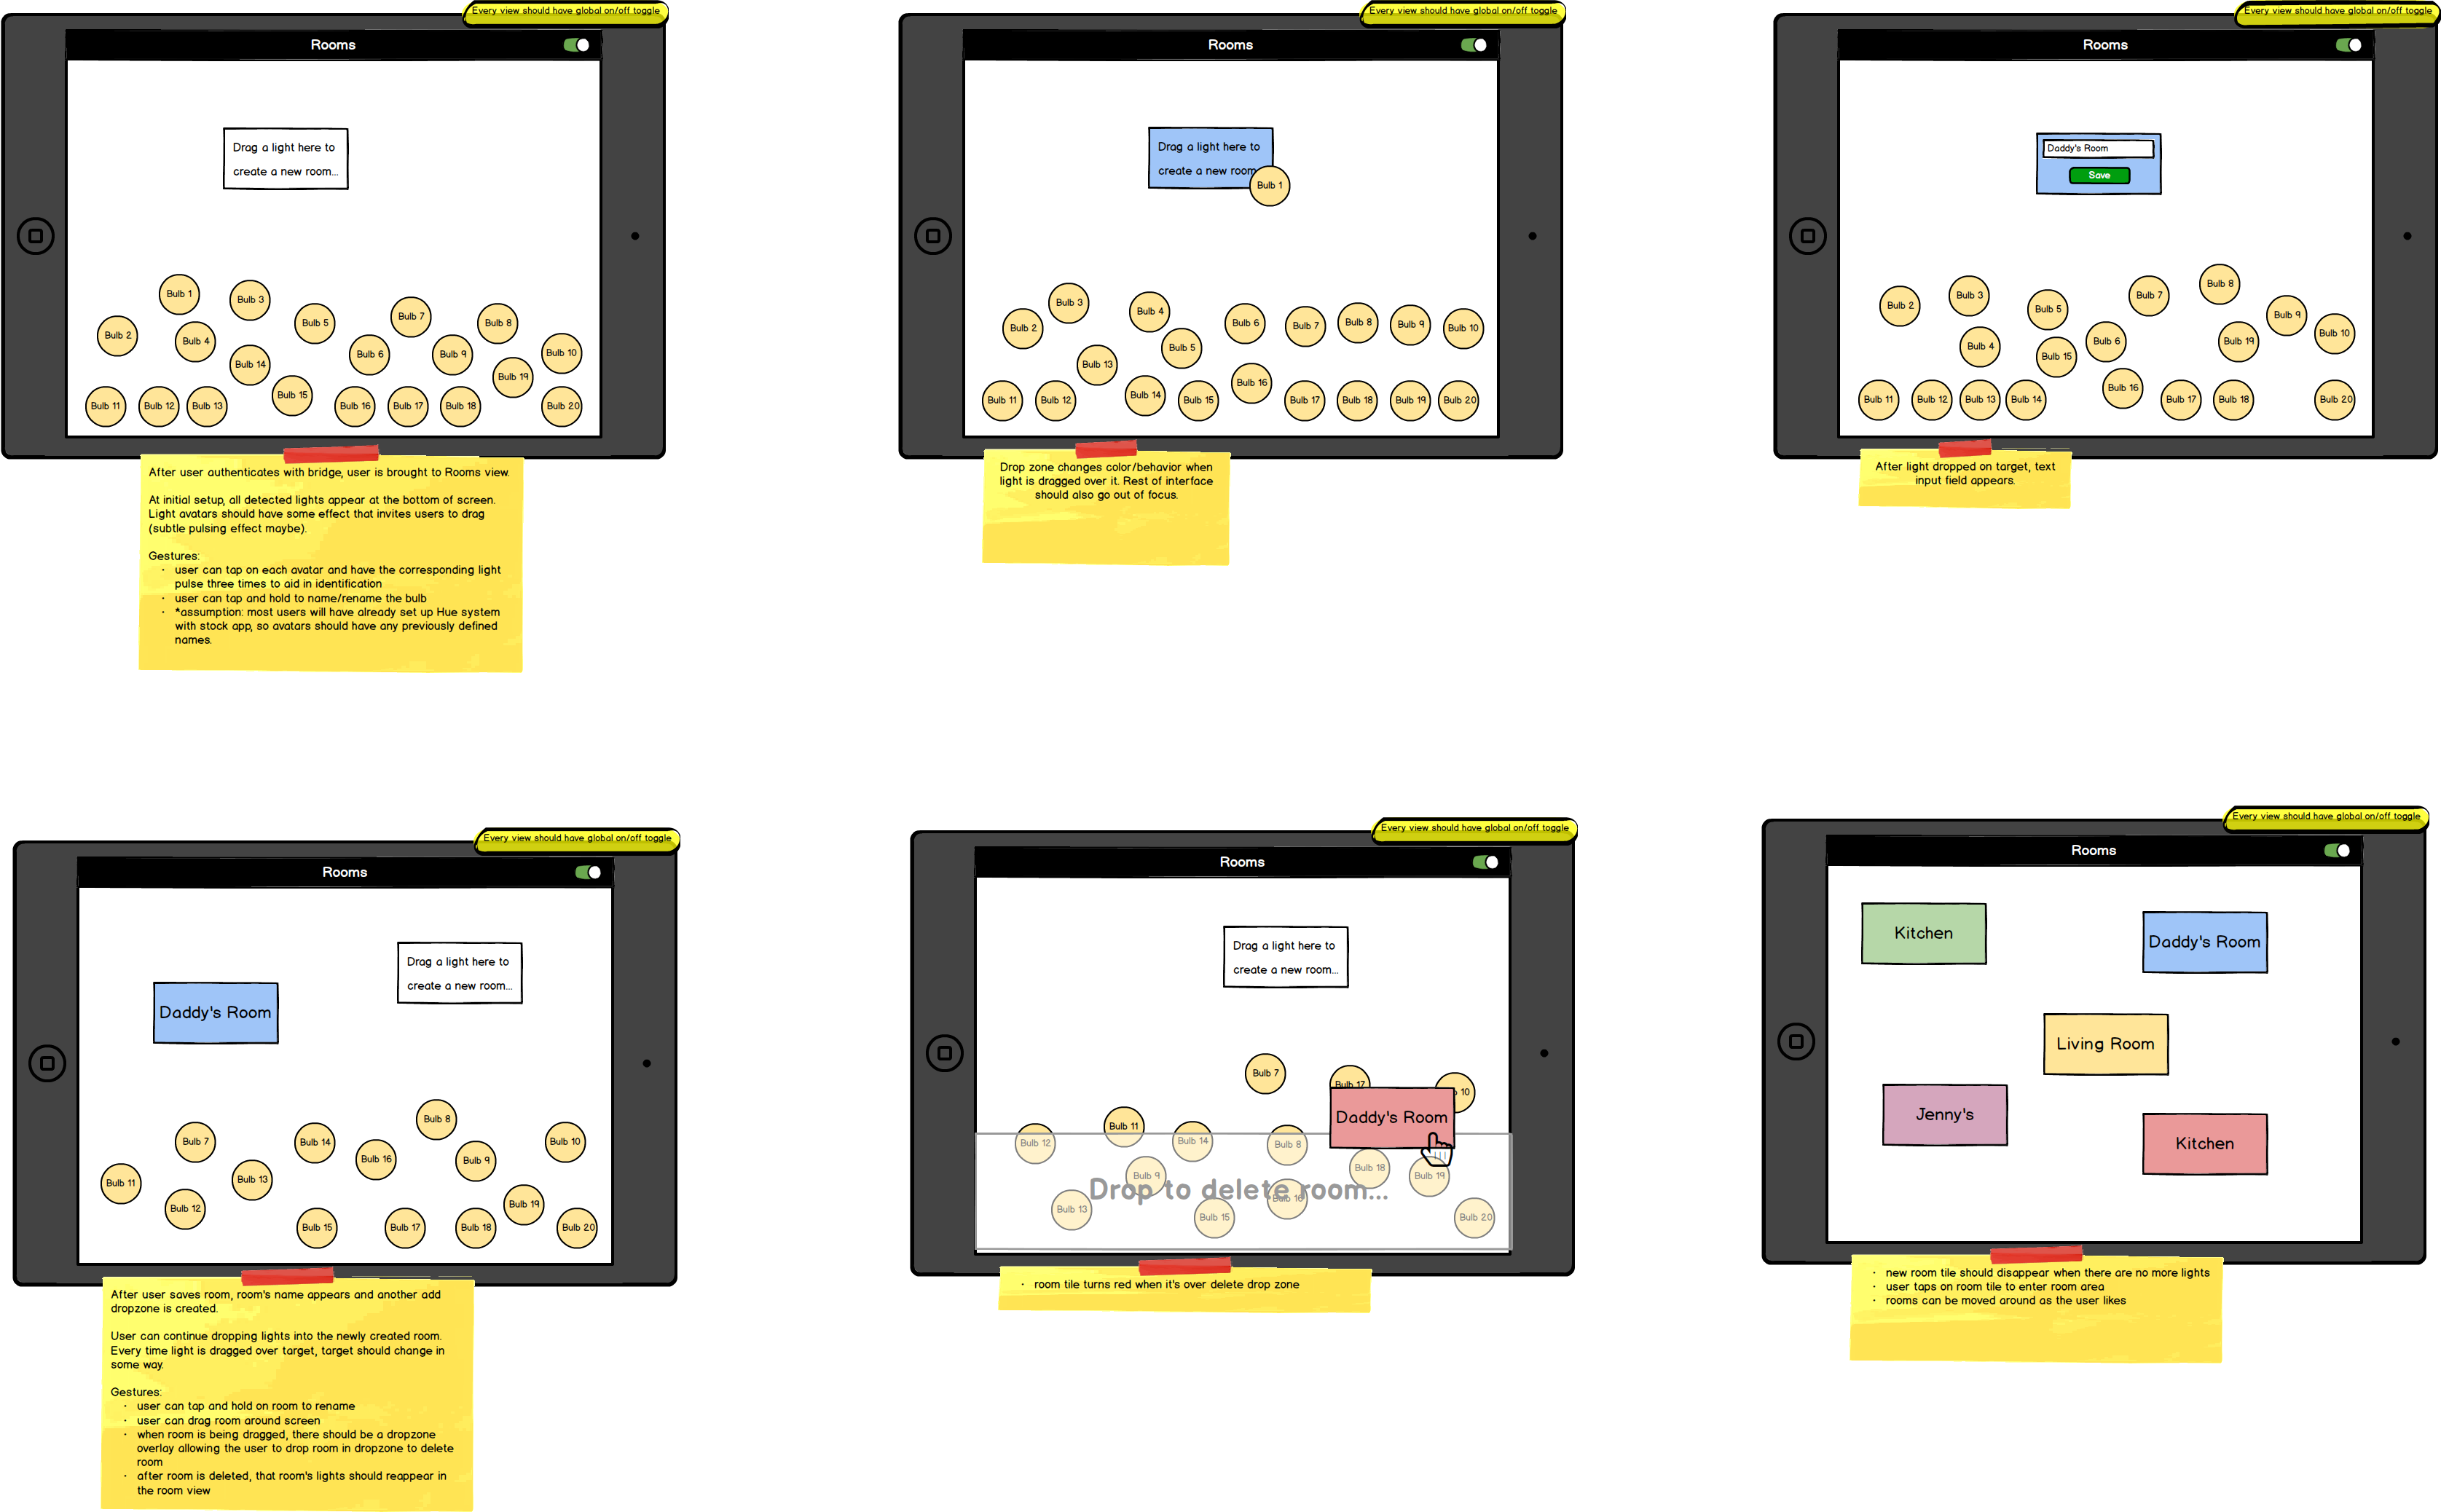 Every view should have global on/off toggle
Rooms
Drag a light here to
create a new room...
Bulb 1
Bulb 3
Bulb 5
Bulb 7
Bulb 8
Bulb 2
Bulb 4
Bulb 14
Bulb 6
Bulb 9
Bulb 10
Bulb 19
Bulb 11
Bulb 12
Bulb 13
Bulb 15
Bulb 16
Bulb 17
Bulb 18
Bulb 20
After user authenticates with bridge, user is brought to Rooms view.
At initial setup, all detected lights appear at the bottom of screen.
Light avatars should have some effect that invites users to drag
(subtle pulsing effect maybe).
Gestures:
· user can tap on each avatar and have the corresponding light
pulse three times to aid in identification
· user can tap and hold to name/rename the bulb
· *assumption: most users will have already set up Hue system
with stock app, so avatars should have any previously defined
names.
Every view should have global on/off toggle
Rooms
Drag a light here to
create a new room
Bulb 1
Bulb 3
Bulb 2
Bulb 4
Bulb 5
Bulb 6
Bulb 7
Bulb 8
Bulb 9
Bulb 10
Bulb 13
Bulb 11
Bulb 12
Bulb 14
Bulb 15
Bulb 16
Bulb 17
Bulb 18
Bulb 19
Bulb 20
Drop zone changes color/behavior when
light is dragged over it. Rest of interface
should also go out of focus.
Every view should have global on/off toggle
Rooms
Daddy's Room
Save
Bulb 2
Bulb 3
Bulb 5
Bulb 7
Bulb 8
Bulb 9
Bulb 10
Bulb 4
Bulb 15
Bulb 6
Bulb 19
Bulb 11
Bulb 12
Bulb 13
Bulb 14
Bulb 16
Bulb 17
Bulb 18
Bulb 20
After light dropped on target, text
input field appears.
Every view should have global on/off toggle
Rooms
Drag a light here to
create a new room...
Daddy's Room
Bulb 8
Bulb 7
Bulb 14
Bulb 16
Bulb 9
Bulb 10
Bulb 11
Bulb 13
Bulb 12
Bulb 19
Bulb 15
Bulb 17
Bulb 18
Bulb 20
After user saves room, room's name appears and another add
dropzone is created.
User can continue dropping lights into the newly created room.
Every time light is dragged over target, target should change in
some way.
Gestures:
· user can tap and hold on room to rename
· user can drag room around screen
· when room is being dragged, there should be a dropzone
overlay allowing the user to drop room in dropzone to delete
room
· after room is deleted, that room's lights should reappear in
the room view
Every view should have global on/off toggle
Rooms
Drag a light here to
create a new room...
Bulb 7
Bulb 17
10
Daddy's Room
Bulb 11
Bulb 12
Bulb 14
Bulb 8
Bulb 18
Bulb 9
Bulb 19
Drop to delete room...
Bulb 16
Bulb 13
Bulb 15
Bulb 20
· room tile turns red when it's over delete drop zone
Every view should have global on/off toggle
Rooms
Kitchen
Daddy's Room
Living Room
Jenny's
Kitchen
· new room tile should disappear when there are no more lights
· user taps on room tile to enter room area
· rooms can be moved around as the user likes